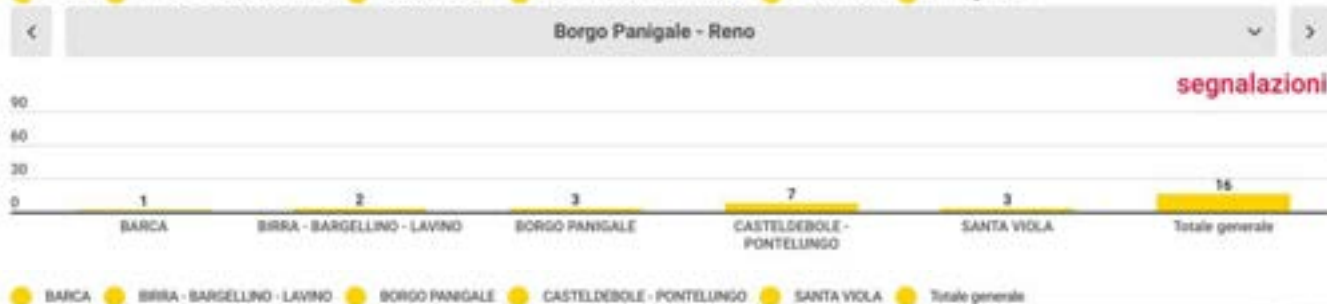 Borgo Panigale - Reno
segnalazioni
90
60
30
0
1 2 3 7 3 16
BARCA BIRRA - BARGELLINO - LAVINO BORGO PANIGALE CASTELDEBOLE - SANTA VIOLA Totale generale
PONTELUNGO
BARCA BIRRA - BARGELLINO - LAVINO BORGO PANIGALE CASTELDEBOLE - PONTELUNGO SANTA VIOLA Totale generale